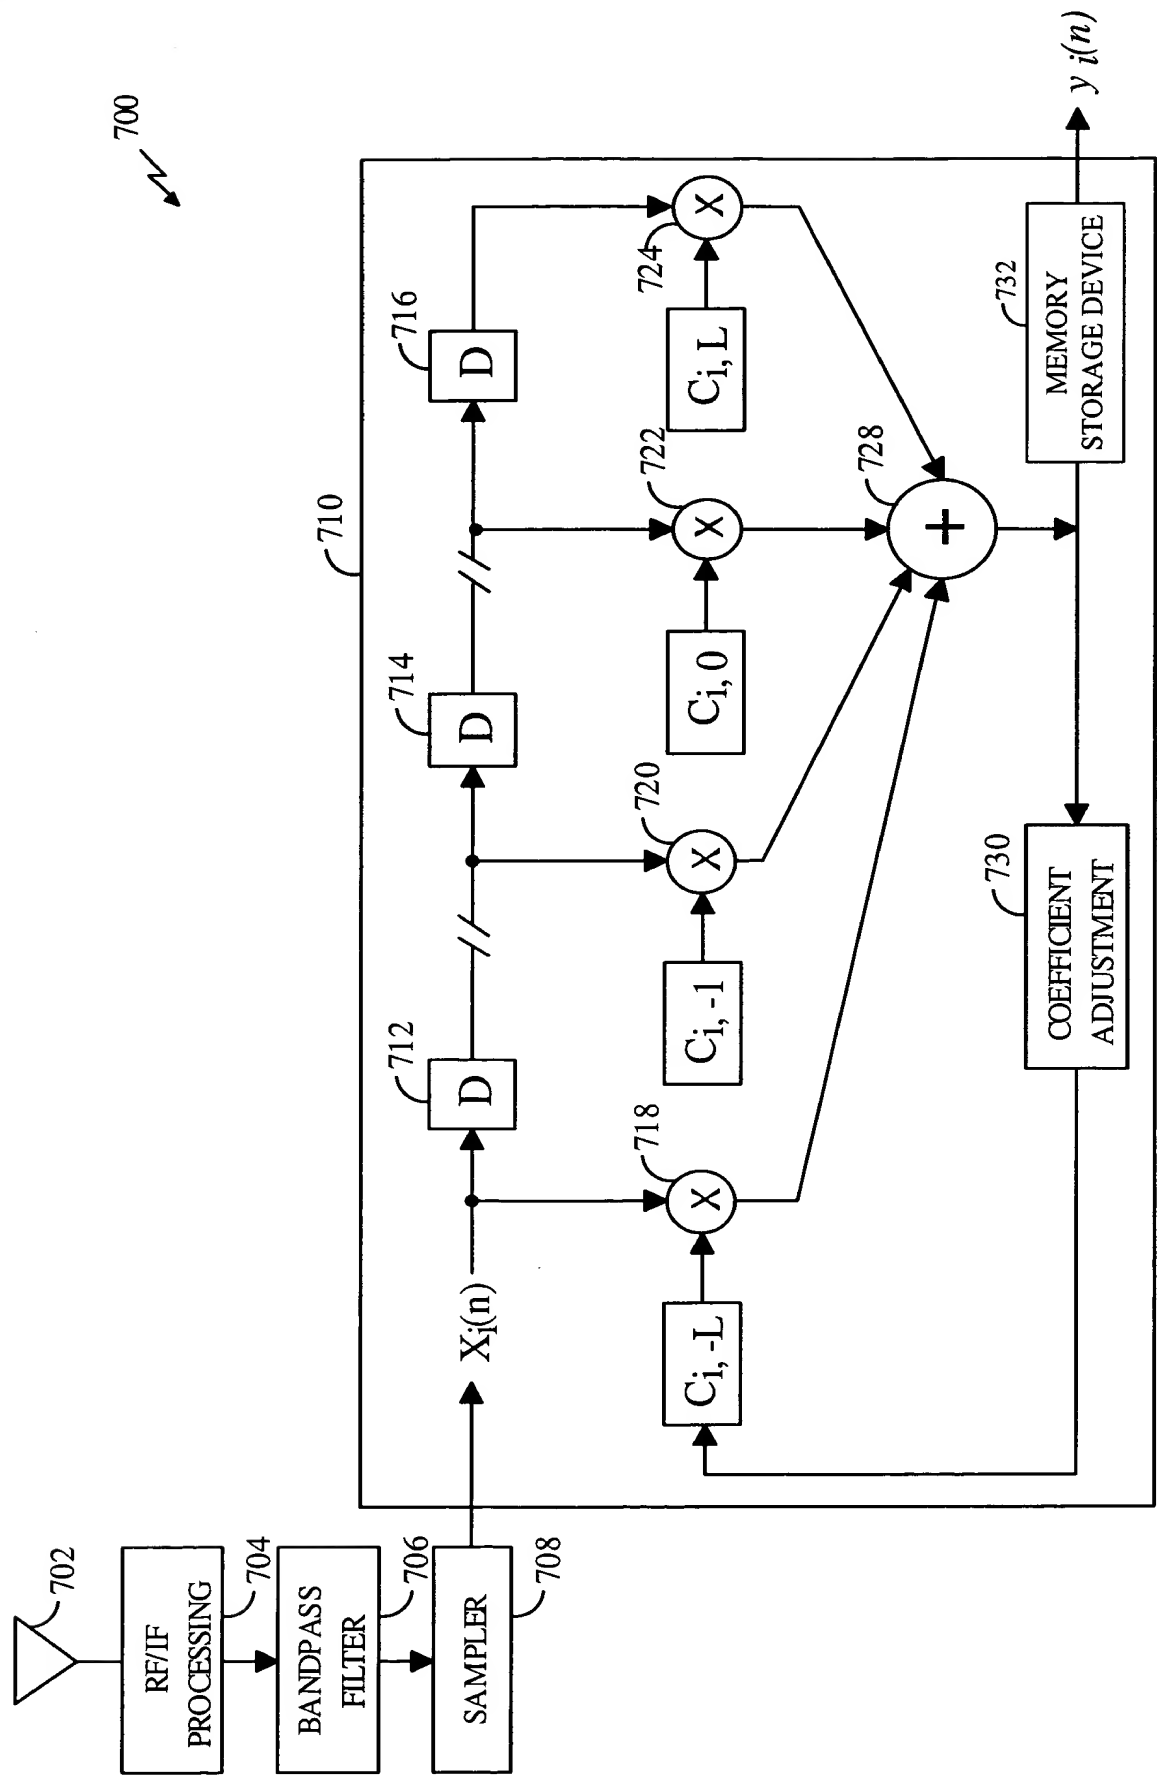 700
702
RF/IF
PROCESSING
704
BANDPASS
FILTER
706
SAMPLER
708
710
Xi(n)
D
712
D
714
D
716
X
718
X
720
X
722
X
724
Ci, -L
Ci, -1
Ci, 0
Ci, L
+
728
COEFFICIENT
ADJUSTMENT
730
MEMORY
STORAGE DEVICE
732
y i(n)